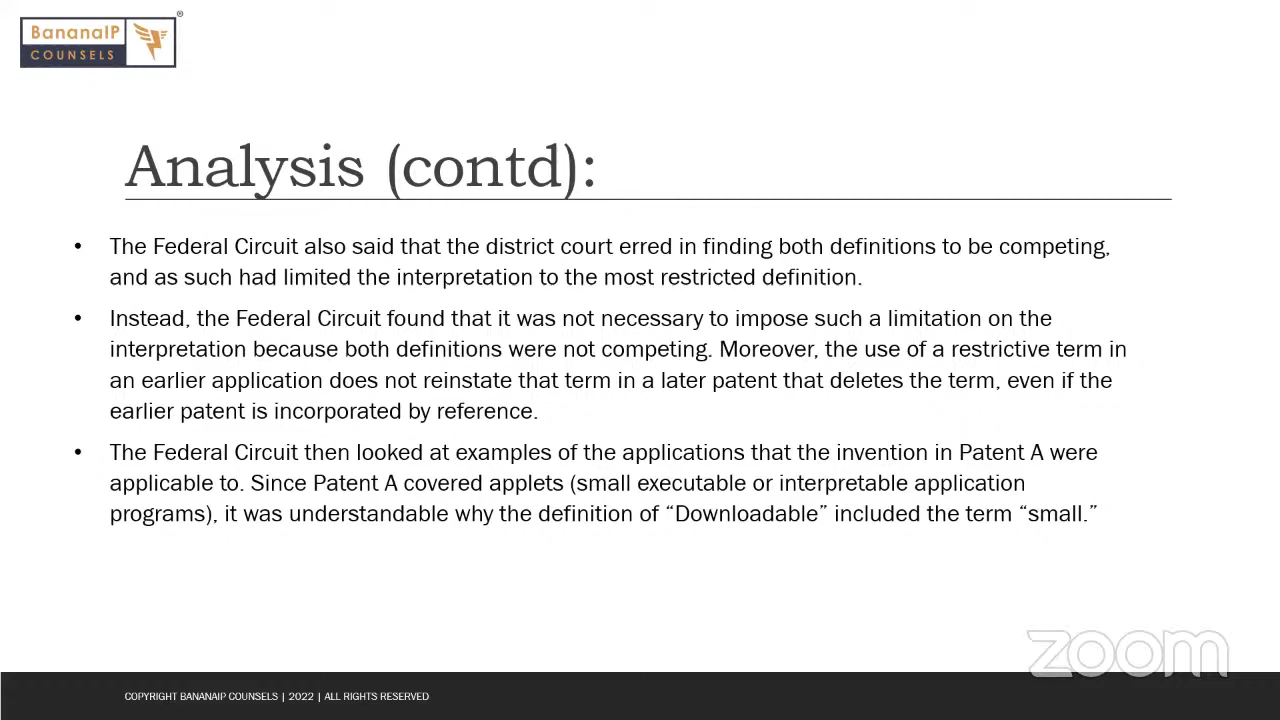 BananaIP
COUNSELS
®
Analysis (contd):
• The Federal Circuit also said that the district court erred in finding both definitions to be competing,
and as such had limited the interpretation to the most restricted definition.
• Instead, the Federal Circuit found that it was not necessary to impose such a limitation on the
interpretation because both definitions were not competing. Moreover, the use of a restrictive term in
an earlier application does not reinstate that term in a later patent that deletes the term, even if the
earlier patent is incorporated by reference.
• The Federal Circuit then looked at examples of the applications that the invention in Patent A were
applicable to. Since Patent A covered applets (small executable or interpretable application
programs), it was understandable why the definition of “Downloadable” included the term “small.”
zoom
COPYRIGHT BANANAIP COUNSELS | 2022 | ALL RIGHTS RESERVED